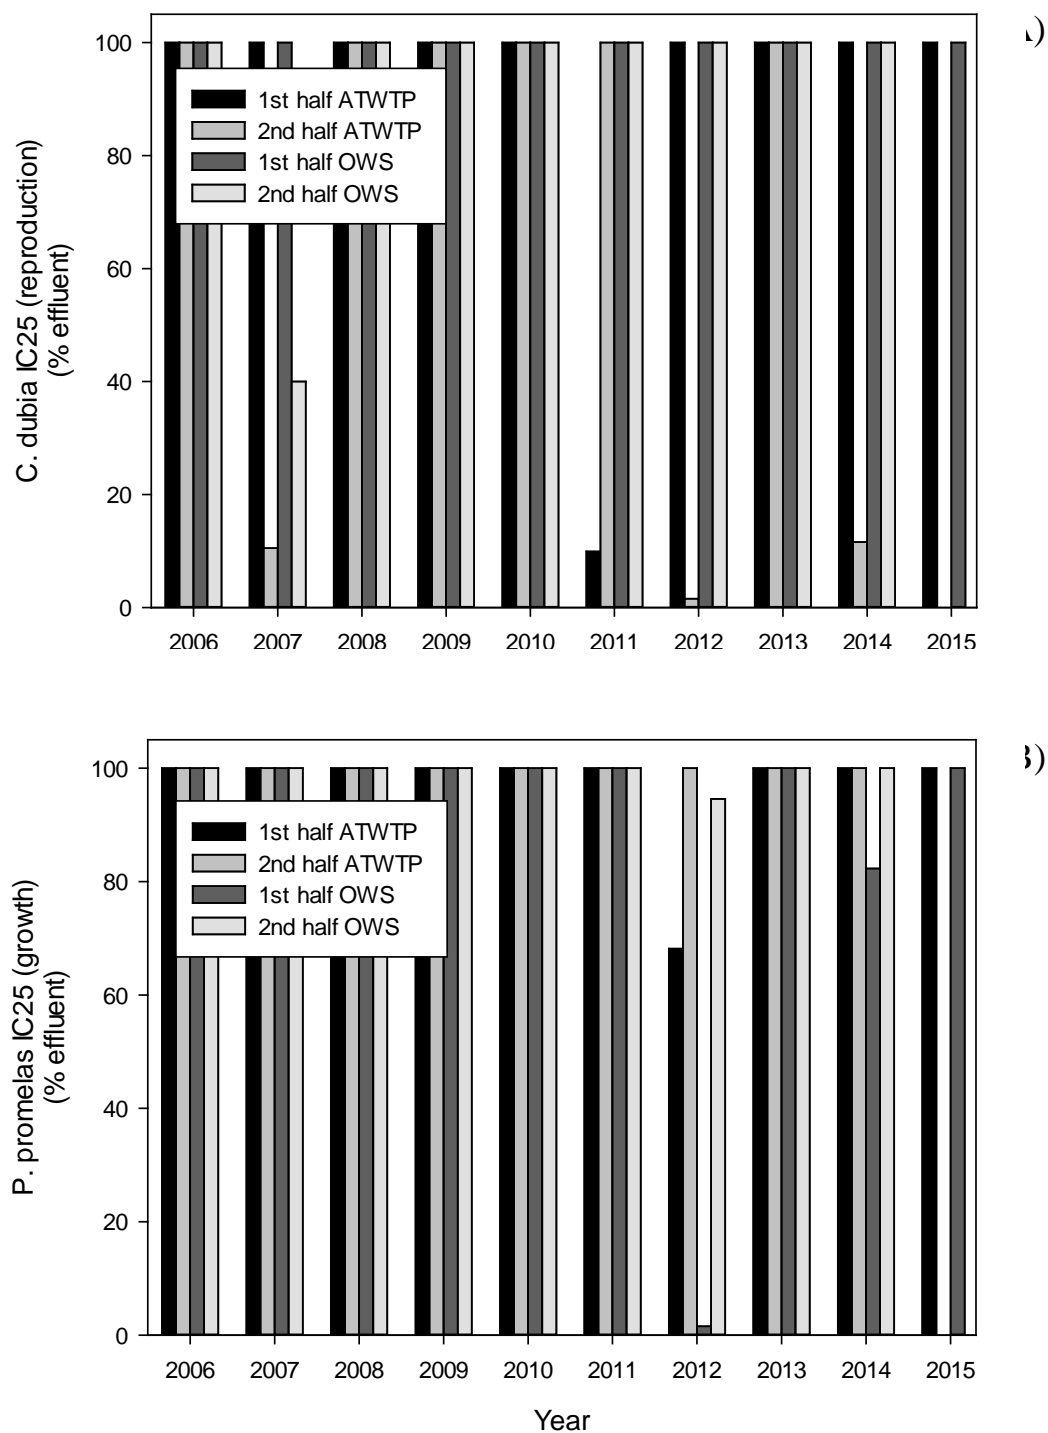 A)
100
80
60
40
20
0
C. dubia IC25 (reproduction)
(% effluent)
1st half ATWTP
2nd half ATWTP
1st half OWS
2nd half OWS
2006 2007 2008 2009 2010 2011 2012 2013 2014 2015
B)
100
80
60
40
20
0
P. promelas IC25 (growth)
(% effluent)
1st half ATWTP
2nd half ATWTP
1st half OWS
2nd half OWS
2006 2007 2008 2009 2010 2011 2012 2013 2014 2015
Year